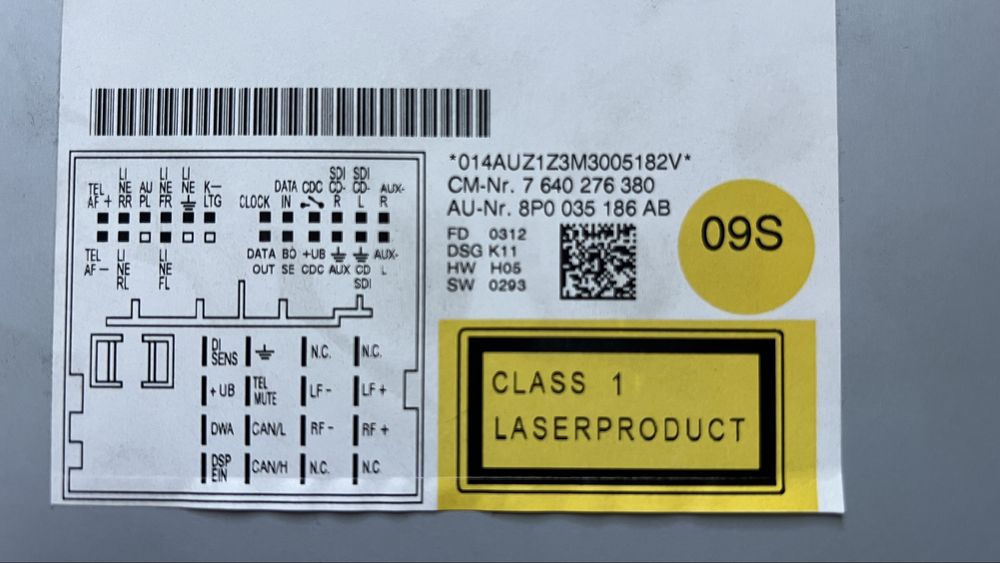 *014AUZ1Z3M3005182V*
CM-Nr. 7 640 276 380
AU-Nr. 8P0 035 186 AB
FD 0312
DSG K11
HW H05
SW 0293
09S
TEL AF +
LI NE RR
AU PL
LI NE FR
LI NE
K- LTG
CLOCK
DATA IN
CDC
SDI CD- R
SDI CD- L
AUX- R
TEL AF -
LI NE RL
LI NE FL
DATA OUT
BO SE
+UB CDC
AUX
CD SDI
AUX- L
DI SENS
N.C.
N.C.
+UB
TEL MUTE
LF -
LF +
DWA
CAN/L
RF -
RF +
DSP EIN
CAN/H
N.C.
N.C.
CLASS 1
LASERPRODUCT